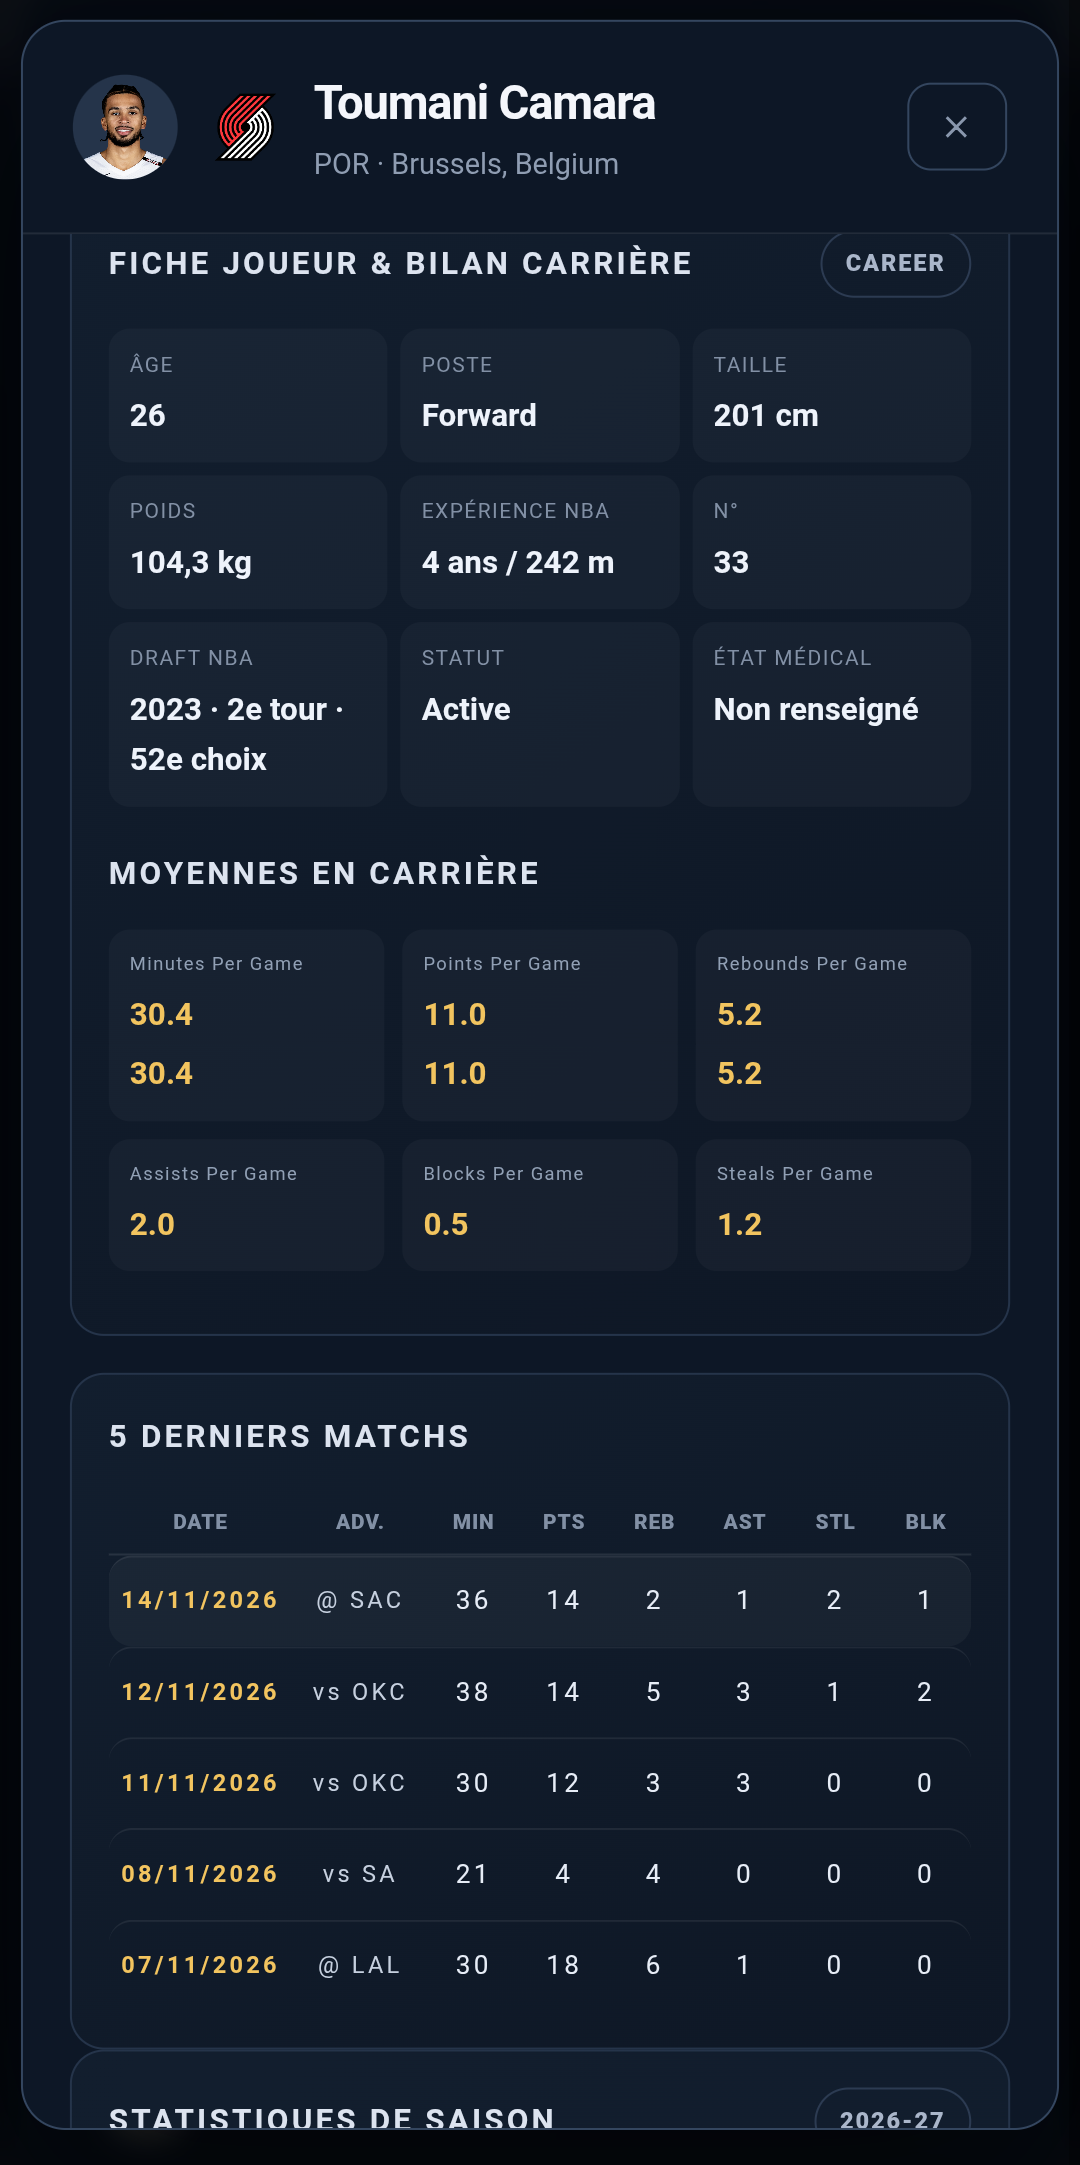 Toumani Camara
POR · Brussels, Belgium
FICHE JOUEUR & BILAN CARRIÈRE
CAREER
ÂGE
26
POSTE
Forward
TAILLE
201 cm
POIDS
104,3 kg
EXPÉRIENCE NBA
4 ans / 242 m
N°
33
DRAFT NBA
2023 · 2e tour ·
52e choix
STATUT
Active
ÉTAT MÉDICAL
Non renseigné
MOYENNES EN CARRIÈRE
Minutes Per Game
30.4
30.4
Points Per Game
11.0
11.0
Rebounds Per Game
5.2
5.2
Assists Per Game
2.0
Blocks Per Game
0.5
Steals Per Game
1.2
5 DERNIERS MATCHS
DATE ADV. MIN PTS REB AST STL BLK
14/11/2026 @ SAC 36 14 2 1 2 1
12/11/2026 vs OKC 38 14 5 3 1 2
11/11/2026 vs OKC 30 12 3 3 0 0
08/11/2026 vs SA 21 4 4 0 0 0
07/11/2026 @ LAL 30 18 6 1 0 0
STATISTIQUES DE SAISON
2026-27